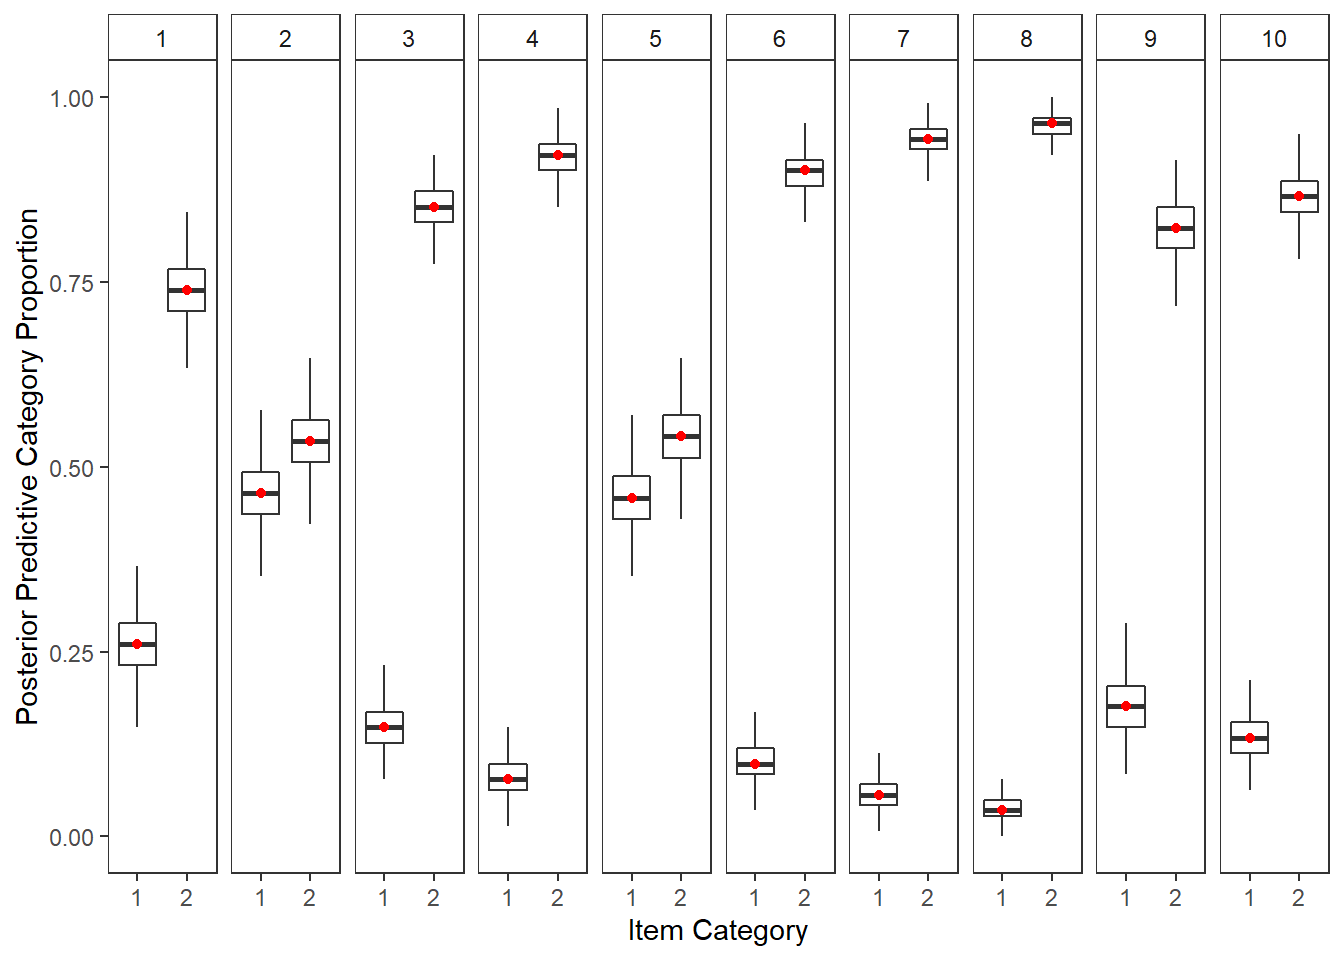 1 2 3 4 5 6 7 8 9 10
1.00
0.75
0.50
0.25
0.00
Posterior Predictive Category Proportion
1 2 1 2 1 2 1 2 1 2 1 2 1 2 1 2 1 2 1 2
Item Category